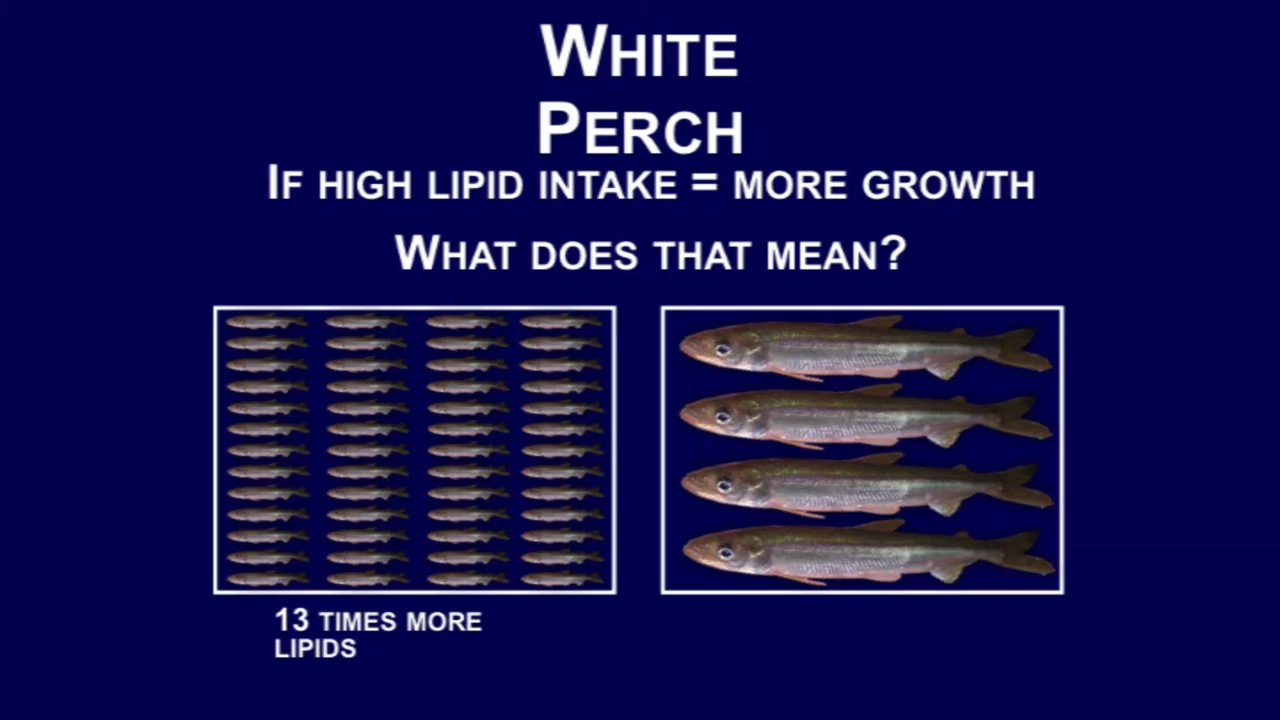 White
Perch
If high lipid intake = more growth
What does that mean?
13 times more
lipids